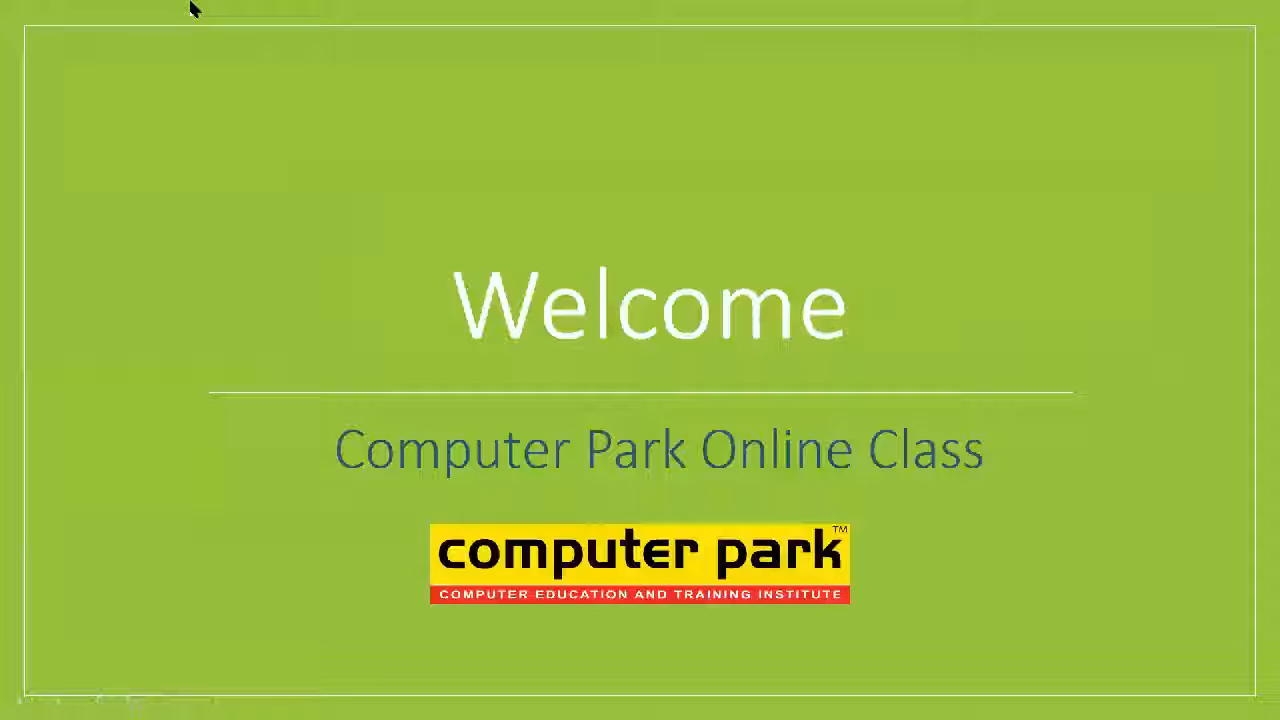 Welcome
Computer Park Online Class
computer park™
COMPUTER EDUCATION AND TRAINING INSTITUTE